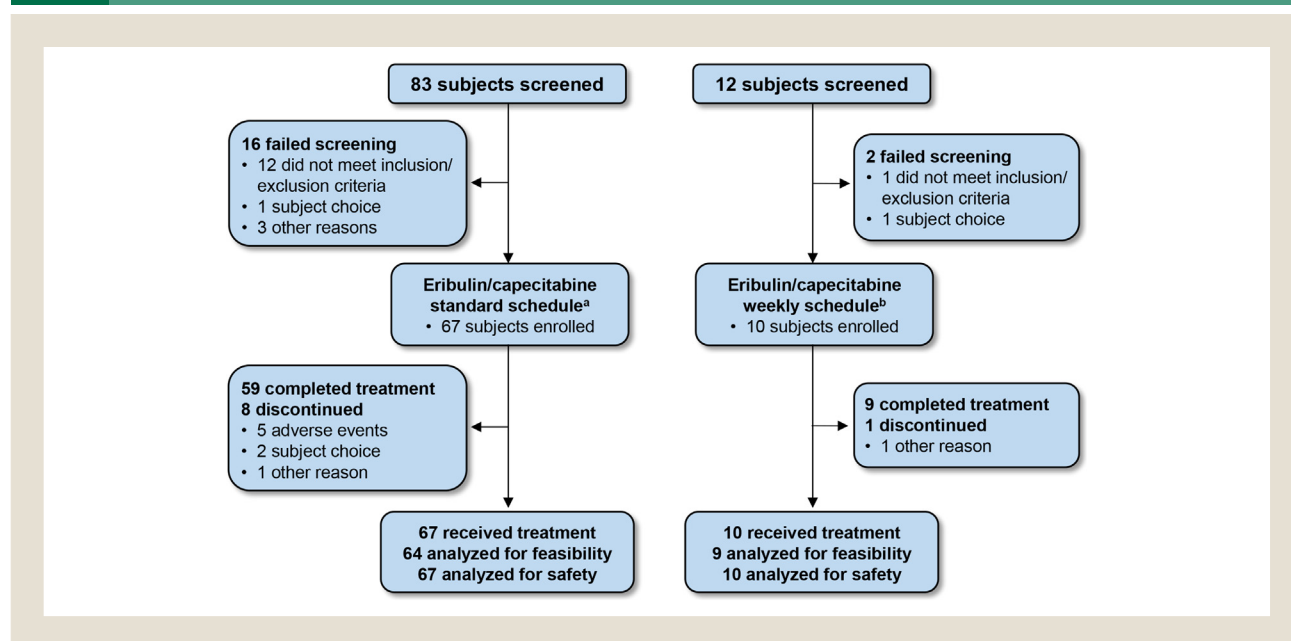 83 subjects screened
16 failed screening
• 12 did not meet inclusion/
exclusion criteria
• 1 subject choice
• 3 other reasons
Eribulin/capecitabine
standard scheduleᵃ
• 67 subjects enrolled
59 completed treatment
8 discontinued
• 5 adverse events
• 2 subject choice
• 1 other reason
67 received treatment
64 analyzed for feasibility
67 analyzed for safety
12 subjects screened
2 failed screening
• 1 did not meet inclusion/
exclusion criteria
• 1 subject choice
Eribulin/capecitabine
weekly scheduleᵇ
• 10 subjects enrolled
9 completed treatment
1 discontinued
• 1 other reason
10 received treatment
9 analyzed for feasibility
10 analyzed for safety